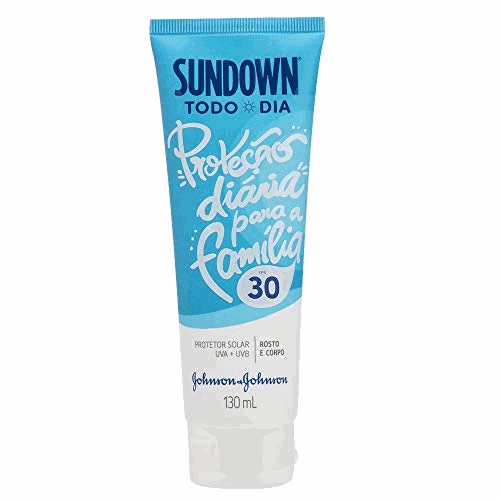 SUNDOWN®
TODO DIA
Proteção
diária
para a
família
FPS
30
PROTETOR SOLAR
UVA + UVB
ROSTO
E CORPO
Johnson & Johnson
130 mL